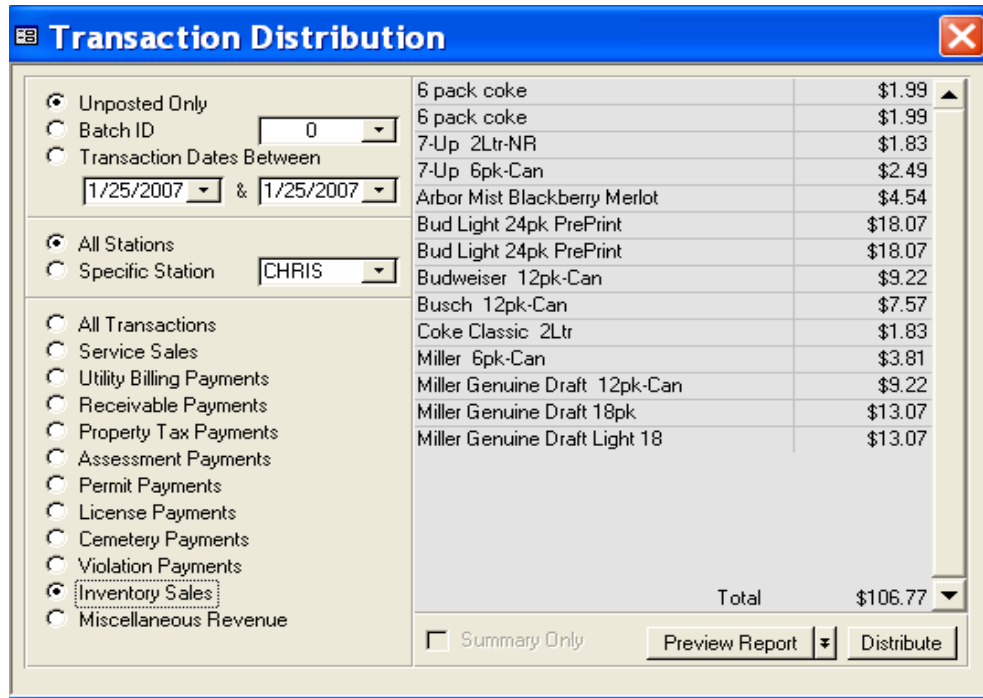 Transaction Distribution
Unposted Only
Batch ID 0
Transaction Dates Between
1/25/2007 & 1/25/2007
All Stations
Specific Station CHRIS
All Transactions
Service Sales
Utility Billing Payments
Receivable Payments
Property Tax Payments
Assessment Payments
Permit Payments
License Payments
Cemetery Payments
Violation Payments
Inventory Sales
Miscellaneous Revenue
6 pack coke $1.99
6 pack coke $1.99
7-Up 2Ltr-NR $1.83
7-Up 6pk-Can $2.49
Arbor Mist Blackberry Merlot $4.54
Bud Light 24pk PrePrint $18.07
Bud Light 24pk PrePrint $18.07
Budweiser 12pk-Can $9.22
Busch 12pk-Can $7.57
Coke Classic 2Ltr $1.83
Miller 6pk-Can $3.81
Miller Genuine Draft 12pk-Can $9.22
Miller Genuine Draft 18pk $13.07
Miller Genuine Draft Light 18 $13.07
Total $106.77
Summary Only Preview Report Distribute